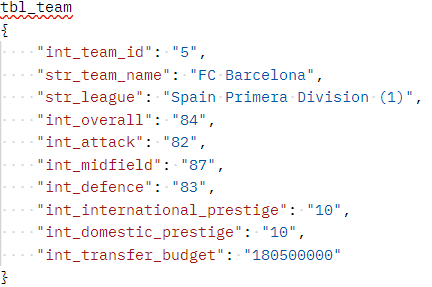 tbl_team
{
    "int_team_id": "5",
    "str_team_name": "FC Barcelona",
    "str_league": "Spain Primera Division (1)",
    "int_overall": "84",
    "int_attack": "82",
    "int_midfield": "87",
    "int_defence": "83",
    "int_international_prestige": "10",
    "int_domestic_prestige": "10",
    "int_transfer_budget": "180500000"
}